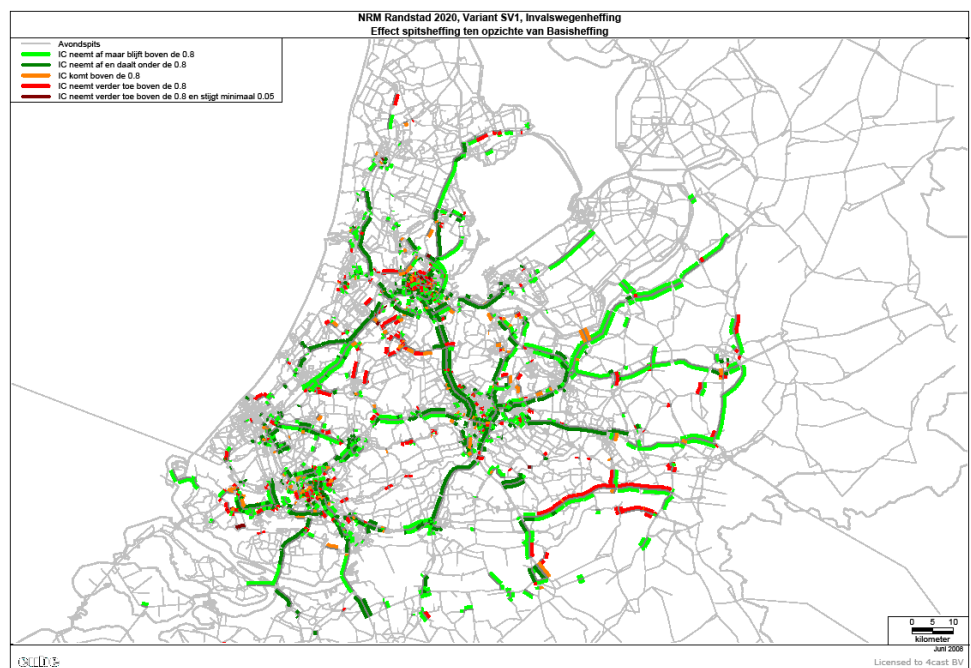 NRM Randstad 2020, Variant SV1, Invalswegenheffing
Effect spitsheffing ten opzichte van Basisheffing
Avondspits
IC neemt af maar blijft boven de 0.8
IC neemt af en daalt onder de 0.8
IC komt boven de 0.8
IC neemt verder toe boven de 0.8
IC neemt verder toe boven de 0.8 en stijgt minimaal 0.05
0 5 10
kilometer
Juni 2008
cube
Licensed to 4cast BV